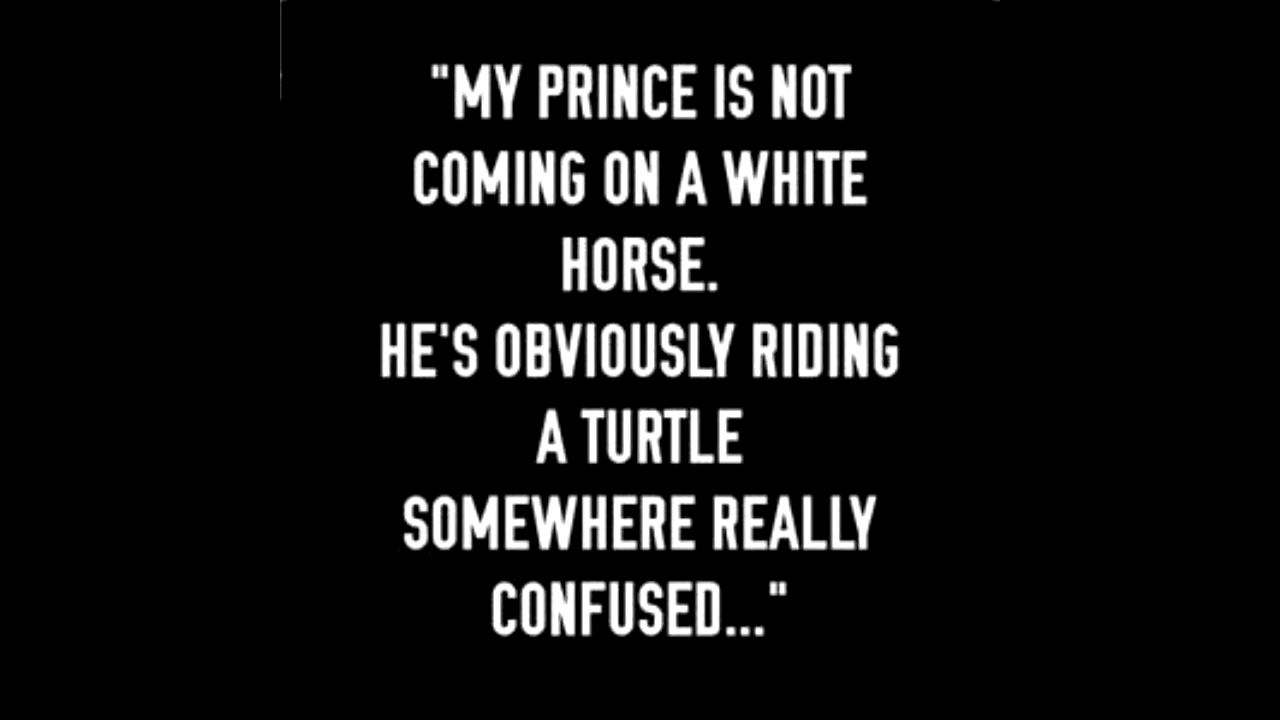 "MY PRINCE IS NOT
COMING ON A WHITE
HORSE.
HE'S OBVIOUSLY RIDING
A TURTLE
SOMEWHERE REALLY
CONFUSED..."